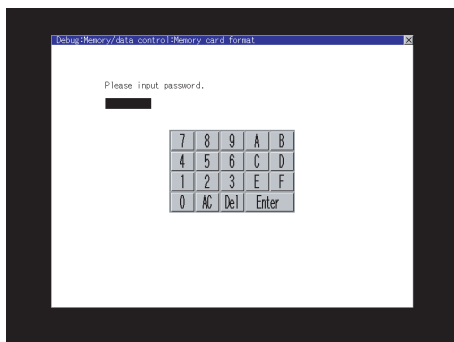 Debug:Memory/data control:Memory card format
Please input password.
7 8 9 A B
4 5 6 C D
1 2 3 E F
0 AC Del Enter